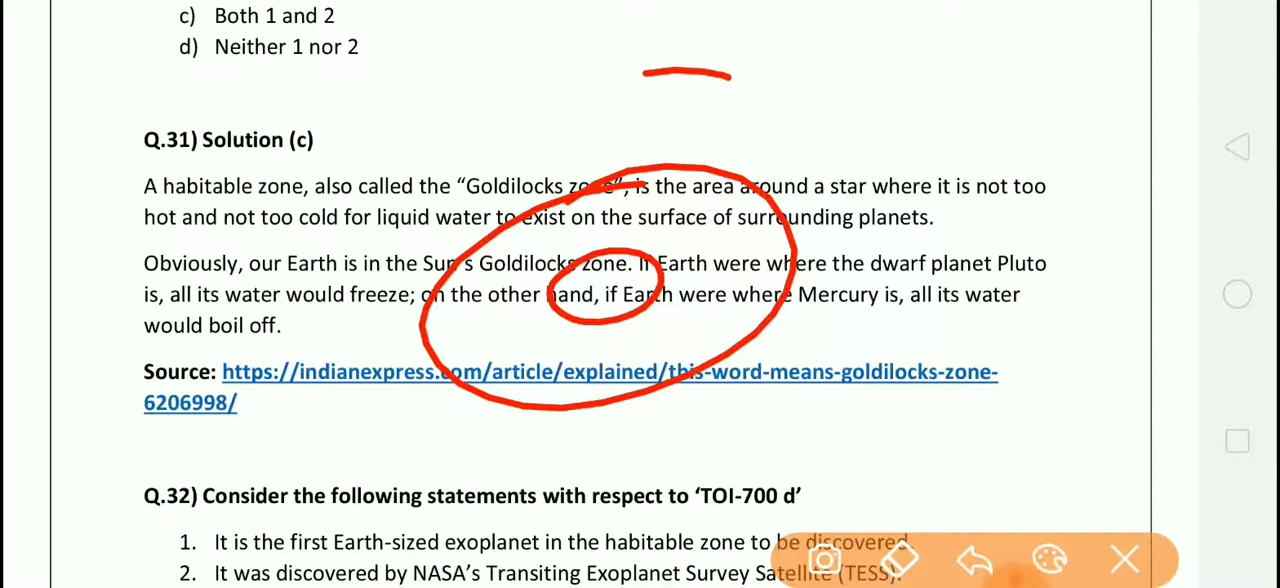 c) Both 1 and 2
d) Neither 1 nor 2
Q.31) Solution (c)
A habitable zone, also called the “Goldilocks zone”, is the area around a star where it is not too
hot and not too cold for liquid water to exist on the surface of surrounding planets.
Obviously, our Earth is in the Sun’s Goldilocks zone. If Earth were where the dwarf planet Pluto
is, all its water would freeze; on the other hand, if Earth were where Mercury is, all its water
would boil off.
Source: https://indianexpress.com/article/explained/this-word-means-goldilocks-zone-
6206998/
Q.32) Consider the following statements with respect to ‘TOI-700 d’
1. It is the first Earth-sized exoplanet in the habitable zone to be discovered.
2. It was discovered by NASA’s Transiting Exoplanet Survey Satellite (TESS).